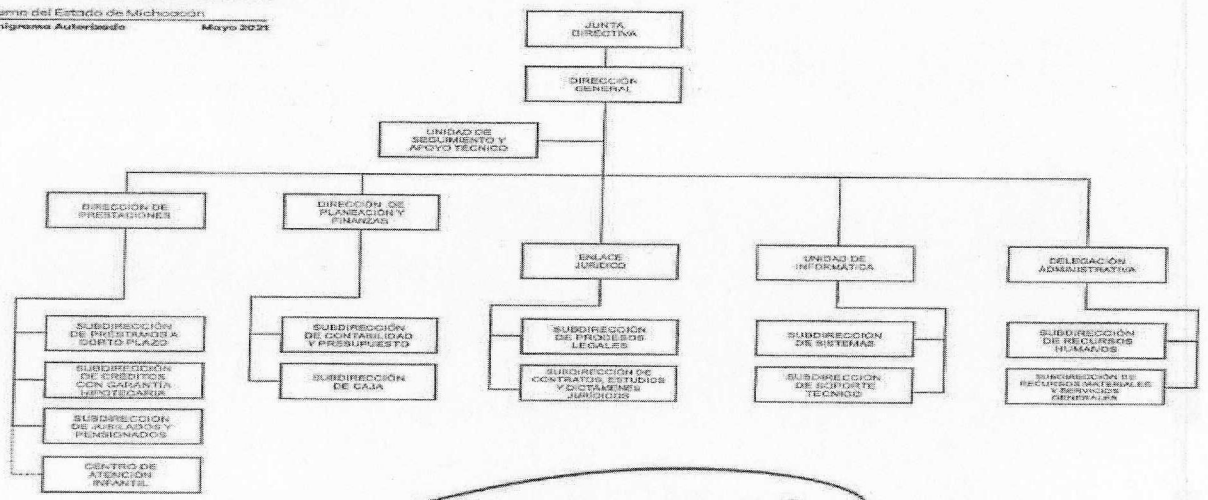 del Estado de Michoacán
Autorizado Mayo 2021
JUNTA
DIRECTIVA
DIRECCIÓN
GENERAL
UNIDAD DE
SEGUIMIENTO Y
APOYO TÉCNICO
DIRECCIÓN DE
PRESTACIONES
DIRECCIÓN DE
PLANEACIÓN Y
FINANZAS
ENLACE
JURÍDICO
UNIDAD DE
INFORMÁTICA
DELEGACIÓN
ADMINISTRATIVA
SUBDIRECCIÓN
DE PRÉSTAMOS A
CORTO PLAZO
SUBDIRECCIÓN
DE CRÉDITOS
CON GARANTÍA
HIPOTECARIA
SUBDIRECCIÓN
DE JUBILADOS Y
PENSIONADOS
CENTRO DE
ATENCIÓN
INFANTIL
SUBDIRECCIÓN
DE CONTABILIDAD
Y PRESUPUESTO
SUBDIRECCIÓN
DE CAJA
SUBDIRECCIÓN
DE PROCESOS
LEGALES
SUBDIRECCIÓN DE
CONTRATOS, ESTUDIOS
Y DICTÁMENES
JURÍDICOS
SUBDIRECCIÓN
DE SISTEMAS
SUBDIRECCIÓN
DE SOPORTE
TÉCNICO
SUBDIRECCIÓN
DE RECURSOS
HUMANOS
SUBDIRECCIÓN DE
RECURSOS MATERIALES
Y SERVICIOS
GENERALES